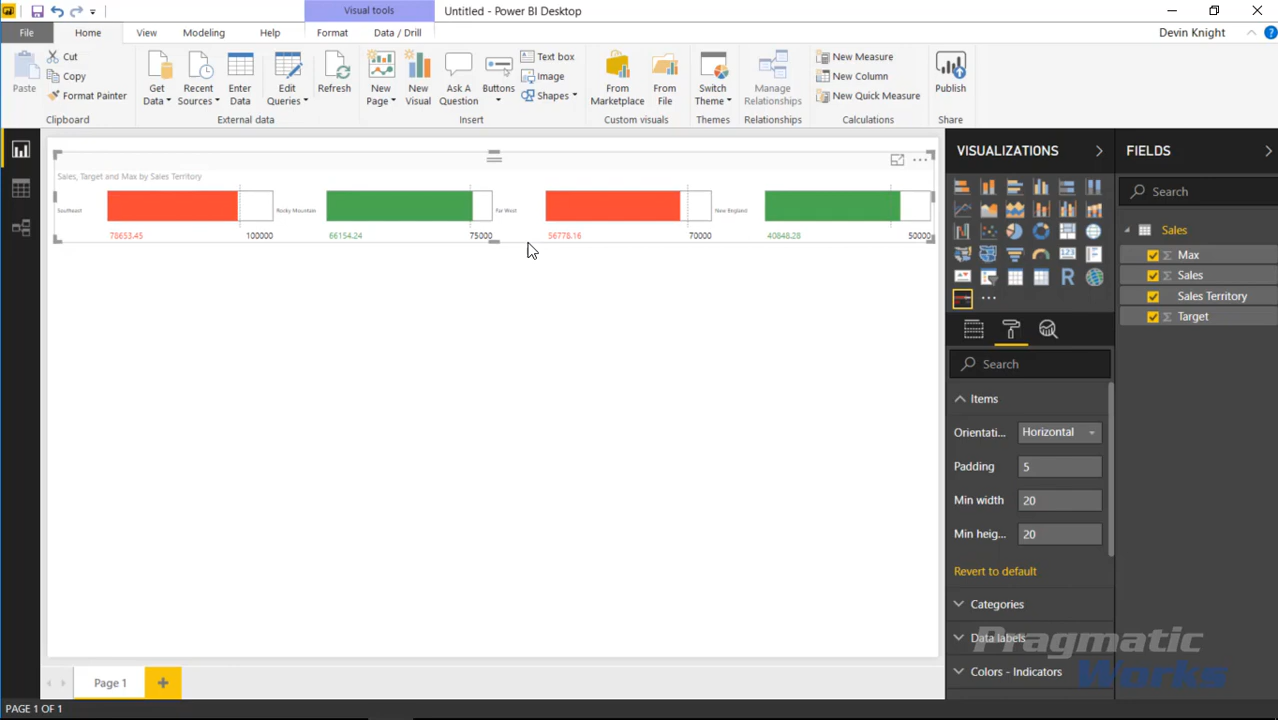 Visual tools
Untitled - Power BI Desktop
File
Home
View
Modeling
Help
Format
Data / Drill
Devin Knight
Paste
Cut
Copy
Format Painter
Clipboard
Get Data
Recent Sources
Enter Data
Edit Queries
Refresh
External data
New Page
New Visual
Ask A Question
Buttons
Text box
Image
Shapes
Insert
From Marketplace
From File
Custom visuals
Switch Theme
Themes
Manage Relationships
Relationships
New Measure
New Column
New Quick Measure
Calculations
Publish
Share
Sales, Target and Max by Sales Territory
Southeast
78653.45
100000
Rocky Mountain
66154.24
75000
Far West
56778.16
70000
New England
40848.28
50000
VISUALIZATIONS
R
Search
Items
Orientati... Horizontal
Padding 5
Min width 20
Min heig... 20
Revert to default
Categories
Data labels
Colors - Indicators
FIELDS
Search
Sales
Max
Sales
Sales Territory
Target
Pragmatic
Works
Page 1
PAGE 1 OF 1